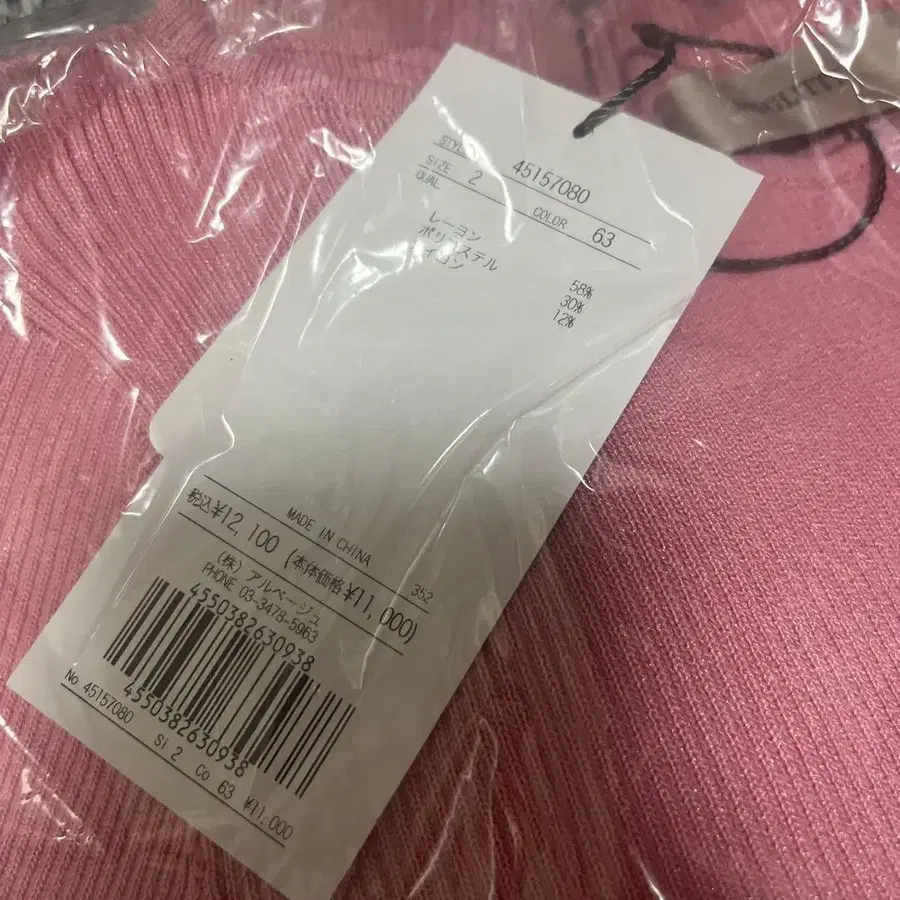 STYLE 45157080
SIZE 2 COLOR 63
QUAL
レーヨン 58%
ポリエステル 30%
ナイロン 12%
MADE IN CHINA 352
税込¥12,100 (本体価格¥11,000)
(株) アルページュ
PHONE 03-3478-5963
4550382630938
4550382630938
No 45157080 Si 2 Co 63 ¥11,000